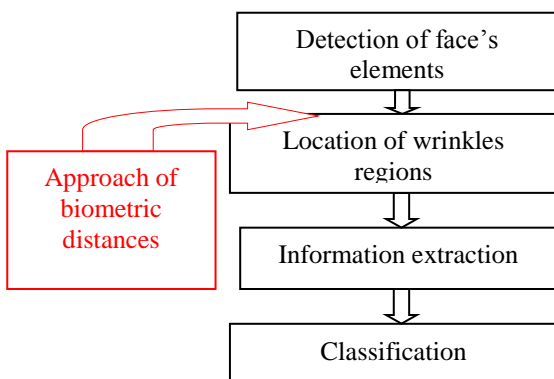 Detection of face's
elements
Location of wrinkles
regions
Approach of
biometric
distances
Information extraction
Classification